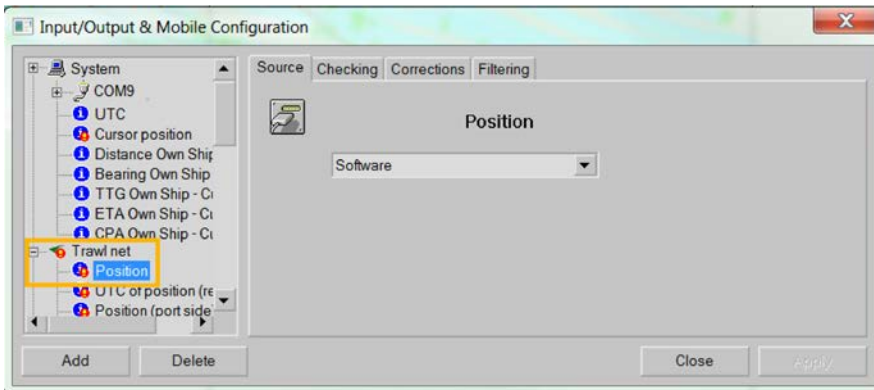 Input/Output & Mobile Configuration
System
COM9
UTC
Cursor position
Distance Own Ship
Bearing Own Ship
TTG Own Ship - Cu
ETA Own Ship - Cu
CPA Own Ship - Cu
Trawl net
Position
UTC of position (re
Position (port side
Add Delete
Source Checking Corrections Filtering
Position
Software
Close Apply